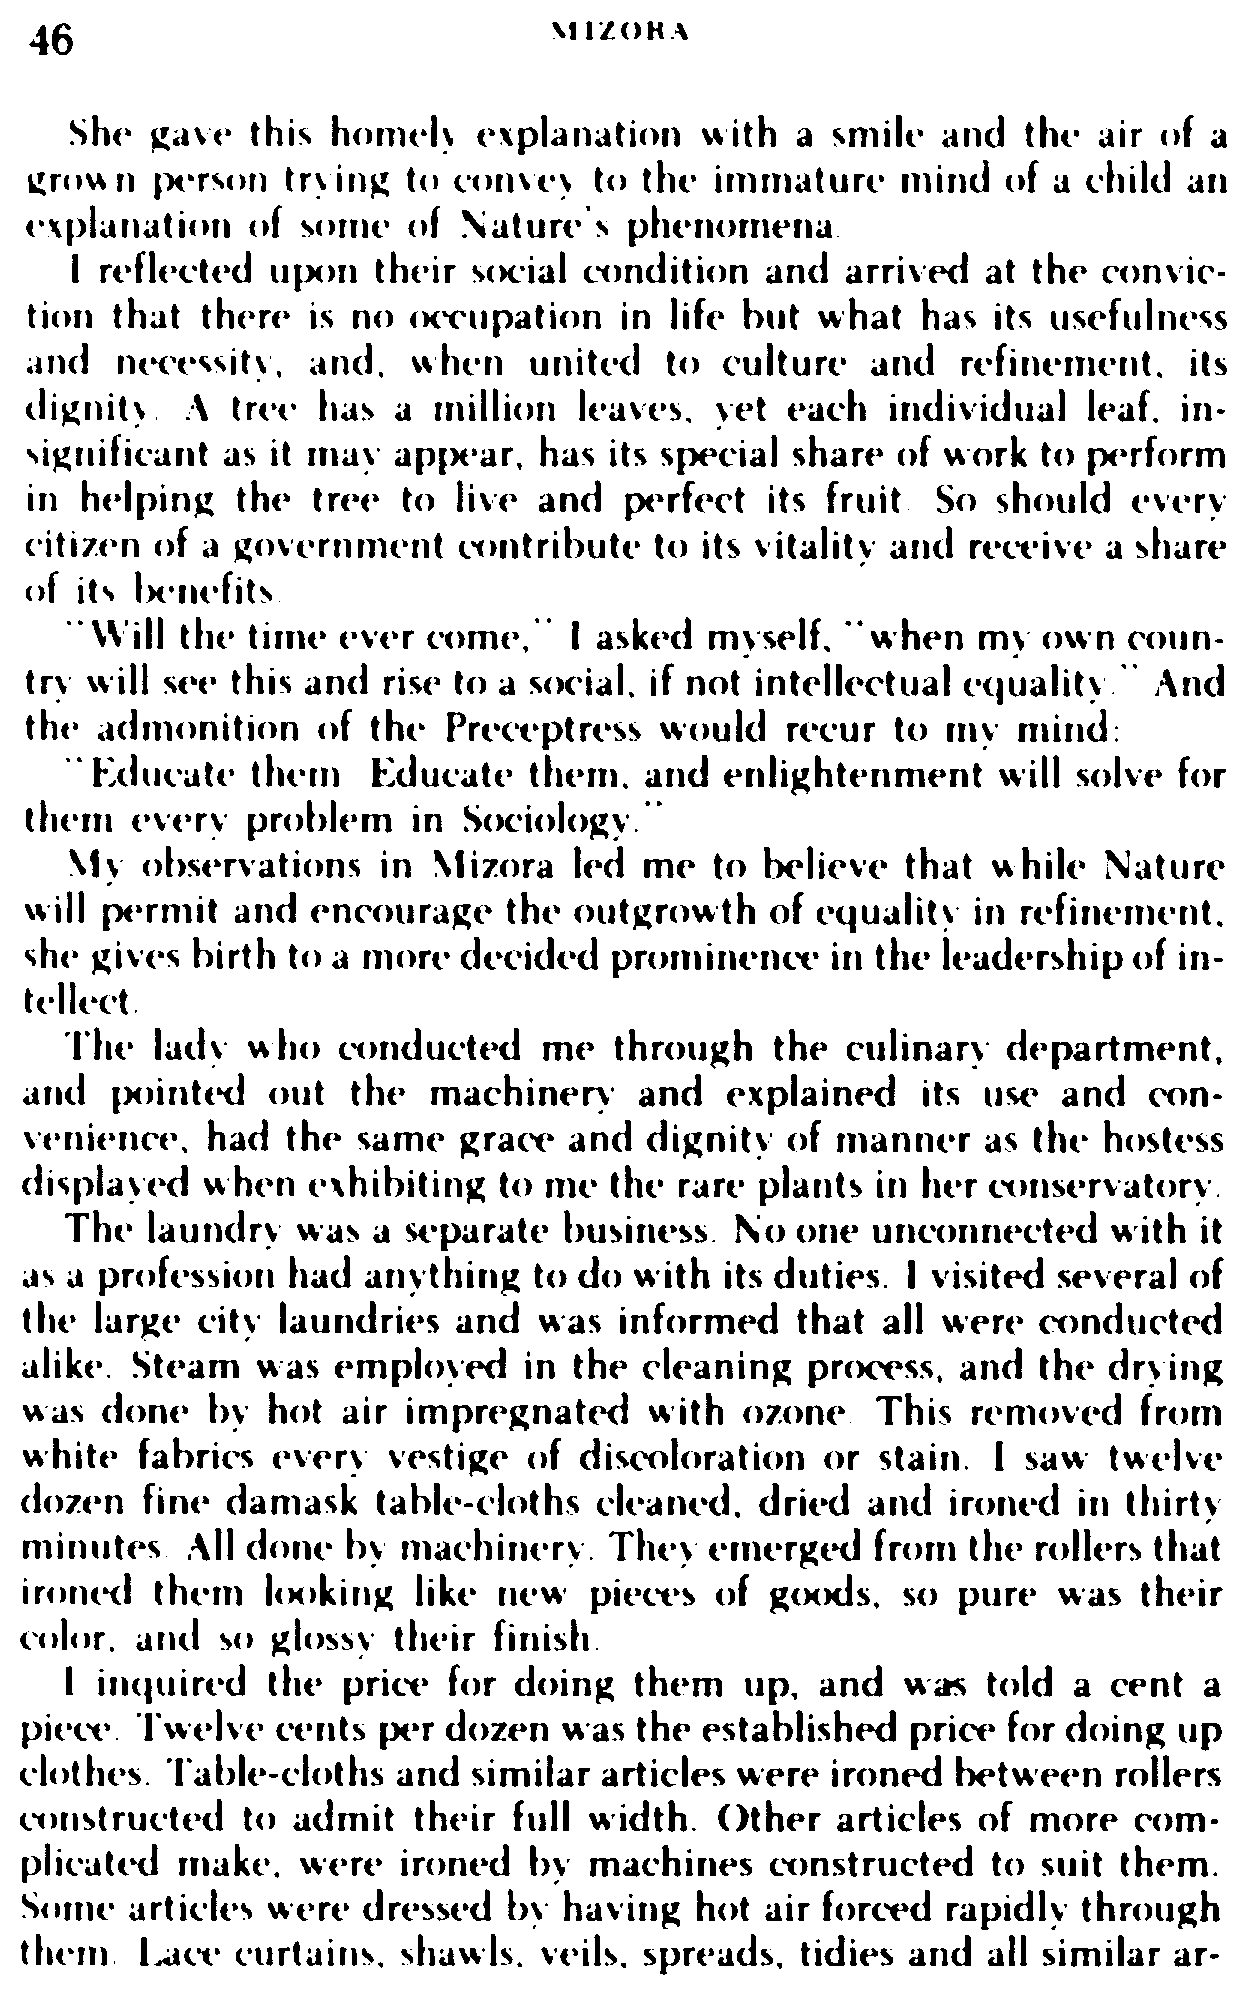 46
MIZORA
She gave this homely explanation with a smile and the air of a
grown person trying to convey to the immature mind of a child an
explanation of some of Nature's phenomena.
I reflected upon their social condition and arrived at the convic-
tion that there is no occupation in life but what has its usefulness
and necessity, and, when united to culture and refinement, its
dignity. A tree has a million leaves, yet each individual leaf, in-
significant as it may appear, has its special share of work to perform
in helping the tree to live and perfect its fruit. So should every
citizen of a government contribute to its vitality and receive a share
of its benefits.
"Will the time ever come," I asked myself, "when my own coun-
try will see this and rise to a social, if not intellectual equality." And
the admonition of the Preceptress would recur to my mind:
"Educate them. Educate them, and enlightenment will solve for
them every problem in Sociology."
My observations in Mizora led me to believe that while Nature
will permit and encourage the outgrowth of equality in refinement,
she gives birth to a more decided prominence in the leadership of in-
tellect.
The lady who conducted me through the culinary department,
and pointed out the machinery and explained its use and con-
venience, had the same grace and dignity of manner as the hostess
displayed when exhibiting to me the rare plants in her conservatory.
The laundry was a separate business. No one unconnected with it
as a profession had anything to do with its duties. I visited several of
the large city laundries and was informed that all were conducted
alike. Steam was employed in the cleaning process, and the drying
was done by hot air impregnated with ozone. This removed from
white fabrics every vestige of discoloration or stain. I saw twelve
dozen fine damask table-cloths cleaned, dried and ironed in thirty
minutes. All done by machinery. They emerged from the rollers that
ironed them looking like new pieces of goods, so pure was their
color, and so glossy their finish.
I inquired the price for doing them up, and was told a cent a
piece. Twelve cents per dozen was the established price for doing up
clothes. Table-cloths and similar articles were ironed between rollers
constructed to admit their full width. Other articles of more com-
plicated make, were ironed by machines constructed to suit them.
Some articles were dressed by having hot air forced rapidly through
them. Lace curtains, shawls, veils, spreads, tidies and all similar ar-